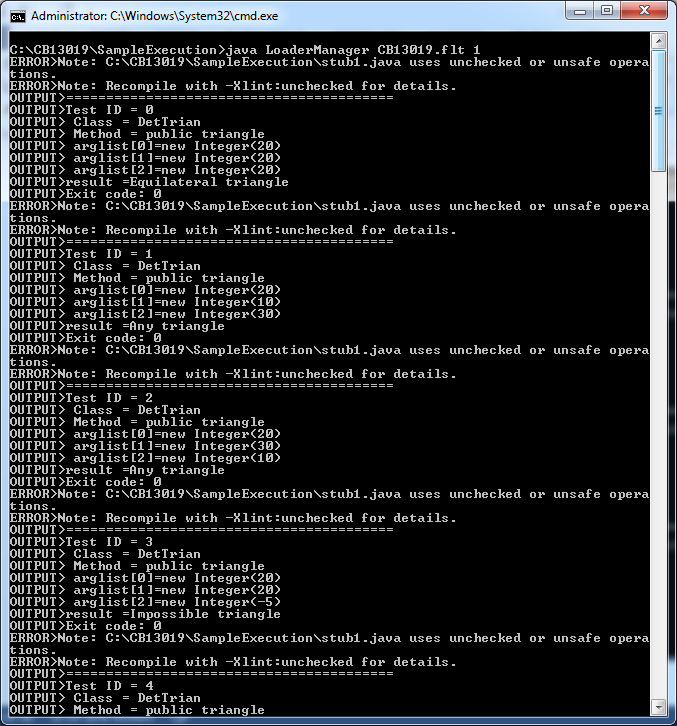 Administrator: C:\Windows\System32\cmd.exe
C:\CB13019\SampleExecution>java LoaderManager CB13019.flt 1
ERROR>Note: C:\CB13019\SampleExecution\stub1.java uses unchecked or unsafe opera
tions.
ERROR>Note: Recompile with -Xlint:unchecked for details.
OUTPUT>=========================================
OUTPUT>Test ID = 0
OUTPUT> Class = DetTrian
OUTPUT> Method = public triangle
OUTPUT> arglist[0]=new Integer(20)
OUTPUT> arglist[1]=new Integer(20)
OUTPUT> arglist[2]=new Integer(20)
OUTPUT>result =Equilateral triangle
OUTPUT>Exit code: 0
ERROR>Note: C:\CB13019\SampleExecution\stub1.java uses unchecked or unsafe opera
tions.
ERROR>Note: Recompile with -Xlint:unchecked for details.
OUTPUT>=========================================
OUTPUT>Test ID = 1
OUTPUT> Class = DetTrian
OUTPUT> Method = public triangle
OUTPUT> arglist[0]=new Integer(20)
OUTPUT> arglist[1]=new Integer(10)
OUTPUT> arglist[2]=new Integer(30)
OUTPUT>result =Any triangle
OUTPUT>Exit code: 0
ERROR>Note: C:\CB13019\SampleExecution\stub1.java uses unchecked or unsafe opera
tions.
ERROR>Note: Recompile with -Xlint:unchecked for details.
OUTPUT>=========================================
OUTPUT>Test ID = 2
OUTPUT> Class = DetTrian
OUTPUT> Method = public triangle
OUTPUT> arglist[0]=new Integer(20)
OUTPUT> arglist[1]=new Integer(30)
OUTPUT> arglist[2]=new Integer(10)
OUTPUT>result =Any triangle
OUTPUT>Exit code: 0
ERROR>Note: C:\CB13019\SampleExecution\stub1.java uses unchecked or unsafe opera
tions.
ERROR>Note: Recompile with -Xlint:unchecked for details.
OUTPUT>=========================================
OUTPUT>Test ID = 3
OUTPUT> Class = DetTrian
OUTPUT> Method = public triangle
OUTPUT> arglist[0]=new Integer(20)
OUTPUT> arglist[1]=new Integer(20)
OUTPUT> arglist[2]=new Integer(-5)
OUTPUT>result =Impossible triangle
OUTPUT>Exit code: 0
ERROR>Note: C:\CB13019\SampleExecution\stub1.java uses unchecked or unsafe opera
tions.
ERROR>Note: Recompile with -Xlint:unchecked for details.
OUTPUT>=========================================
OUTPUT>Test ID = 4
OUTPUT> Class = DetTrian
OUTPUT> Method = public triangle